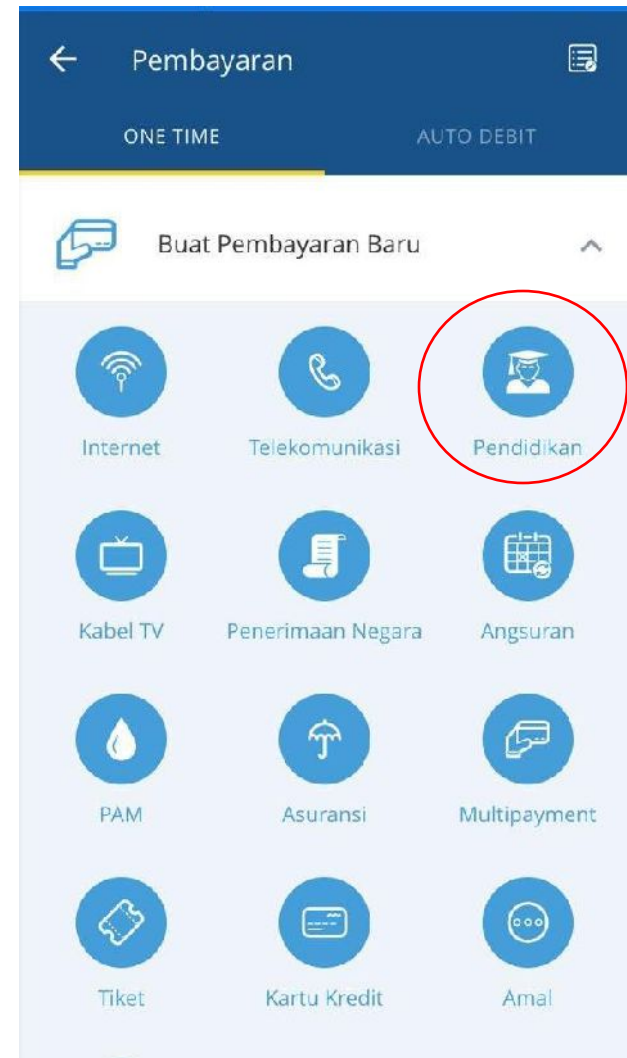 Pembayaran
ONE TIME AUTO DEBIT
Buat Pembayaran Baru
Internet Telekomunikasi Pendidikan
Kabel TV Penerimaan Negara Angsuran
PAM Asuransi Multipayment
Tiket Kartu Kredit Amal